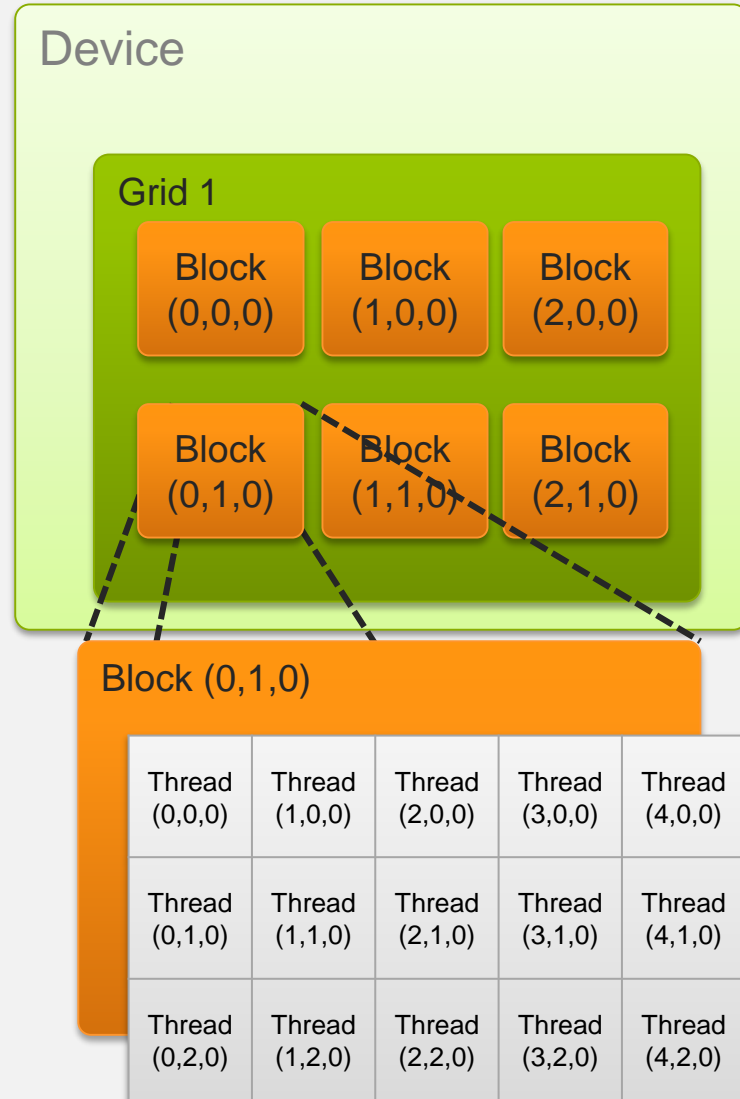 Device
Grid 1
Block Block Block
(0,0,0) (1,0,0) (2,0,0)
Block Block Block
(0,1,0) (1,1,0) (2,1,0)
Block (0,1,0)
Thread Thread Thread Thread Thread
(0,0,0) (1,0,0) (2,0,0) (3,0,0) (4,0,0)
Thread Thread Thread Thread Thread
(0,1,0) (1,1,0) (2,1,0) (3,1,0) (4,1,0)
Thread Thread Thread Thread Thread
(0,2,0) (1,2,0) (2,2,0) (3,2,0) (4,2,0)